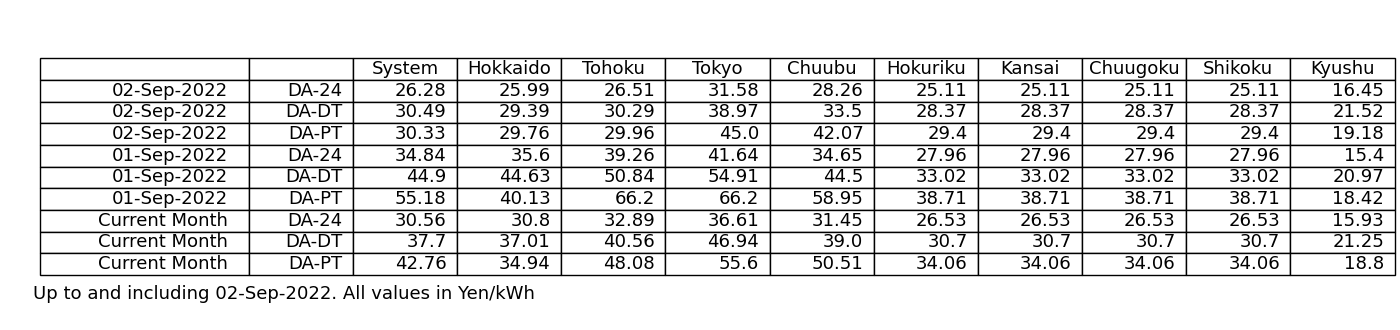 System Hokkaido Tohoku Tokyo Chuubu Hokuriku Kansai Chuugoku Shikoku Kyushu
02-Sep-2022 DA-24 26.28 25.99 26.51 31.58 28.26 25.11 25.11 25.11 25.11 16.45
02-Sep-2022 DA-DT 30.49 29.39 30.29 38.97 33.5 28.37 28.37 28.37 28.37 21.52
02-Sep-2022 DA-PT 30.33 29.76 29.96 45.0 42.07 29.4 29.4 29.4 29.4 19.18
01-Sep-2022 DA-24 34.84 35.6 39.26 41.64 34.65 27.96 27.96 27.96 27.96 15.4
01-Sep-2022 DA-DT 44.9 44.63 50.84 54.91 44.5 33.02 33.02 33.02 33.02 20.97
01-Sep-2022 DA-PT 55.18 40.13 66.2 66.2 58.95 38.71 38.71 38.71 38.71 18.42
Current Month DA-24 30.56 30.8 32.89 36.61 31.45 26.53 26.53 26.53 26.53 15.93
Current Month DA-DT 37.7 37.01 40.56 46.94 39.0 30.7 30.7 30.7 30.7 21.25
Current Month DA-PT 42.76 34.94 48.08 55.6 50.51 34.06 34.06 34.06 34.06 18.8
Up to and including 02-Sep-2022. All values in Yen/kWh